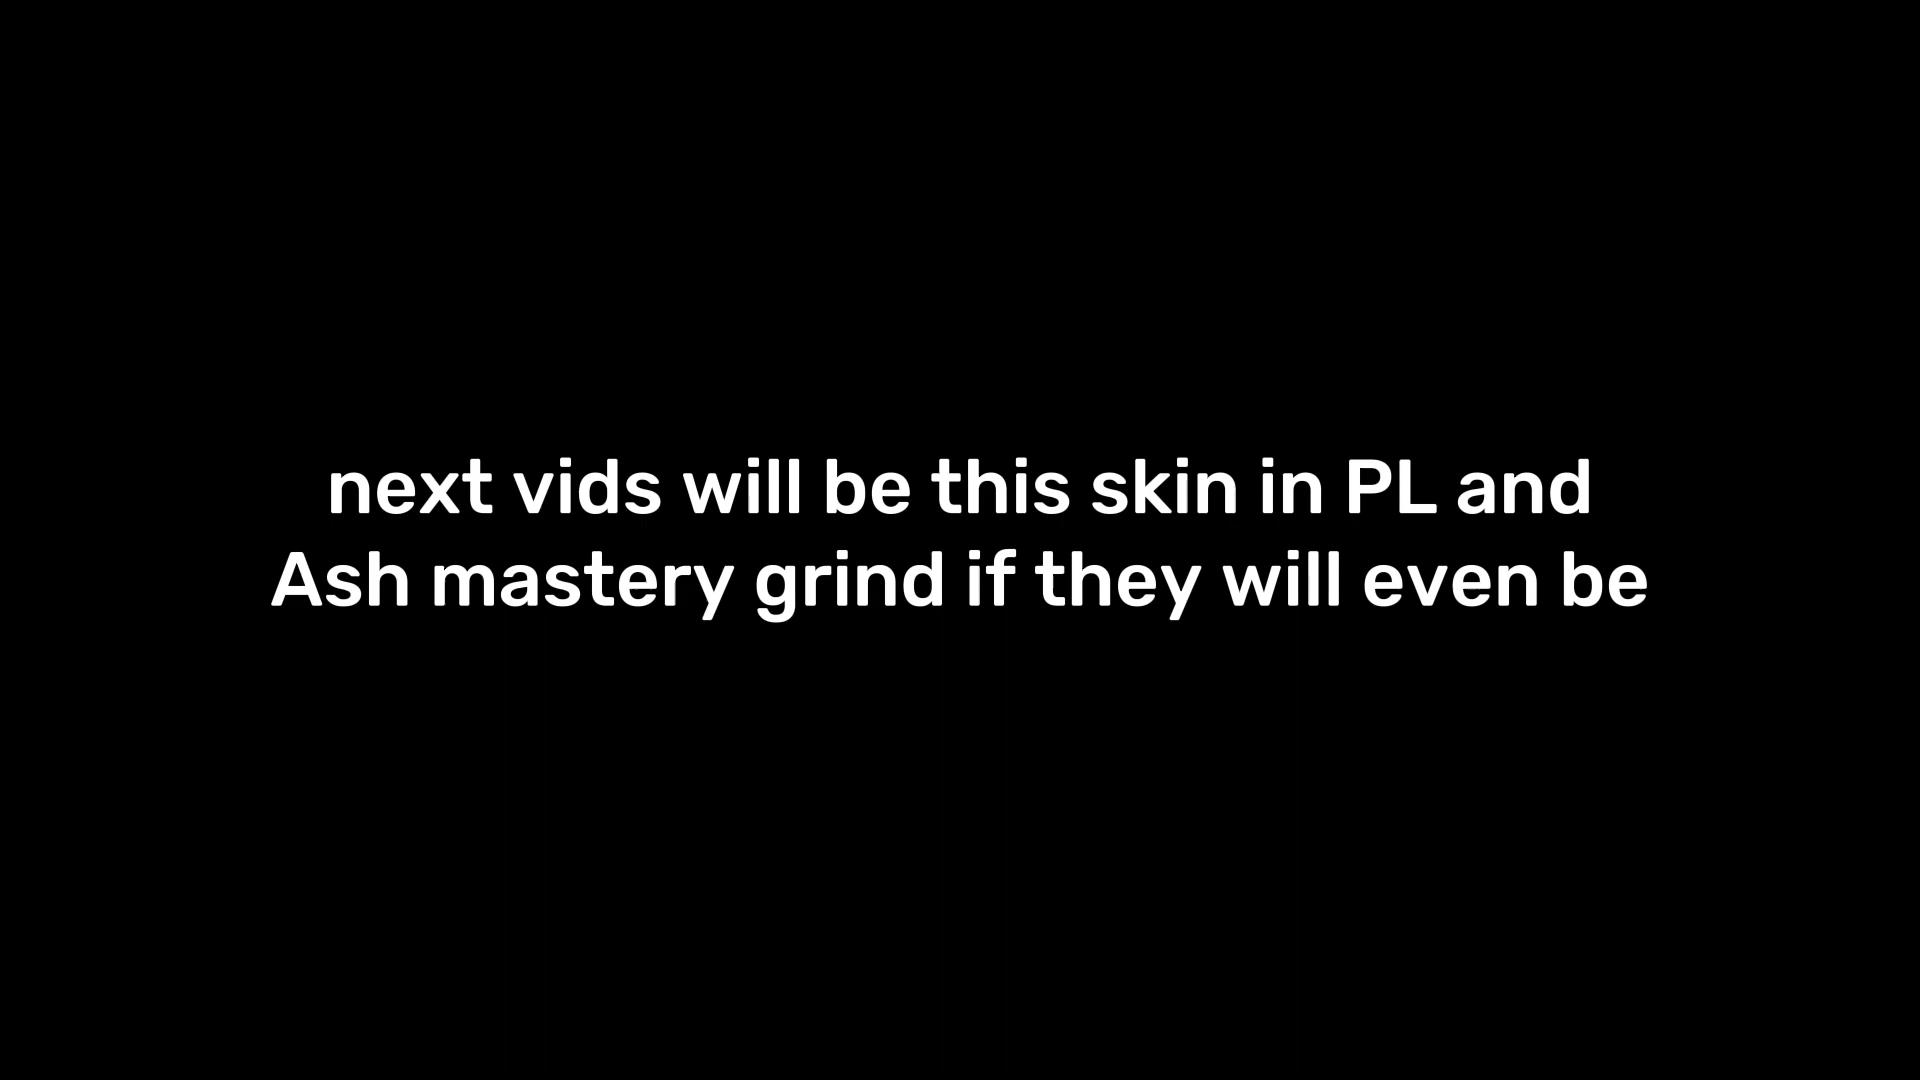 next vids will be this skin in PL and
Ash mastery grind if they will even be